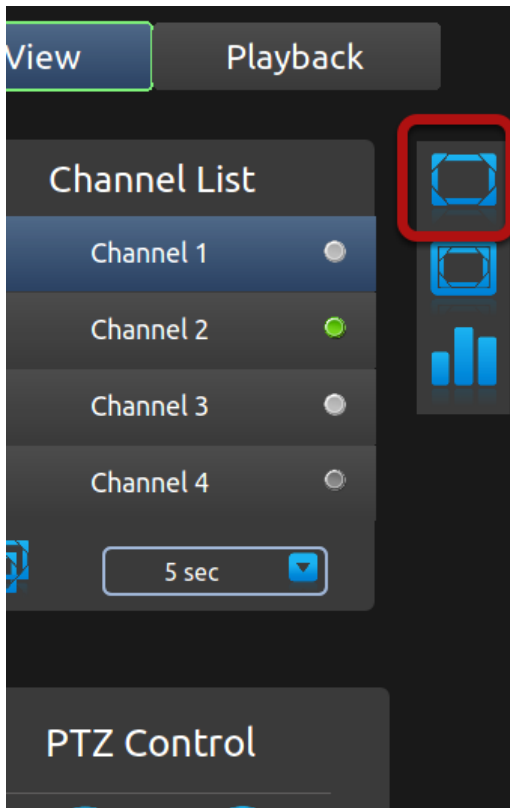 View
Playback
Channel List
Channel 1
Channel 2
Channel 3
Channel 4
5 sec
PTZ Control